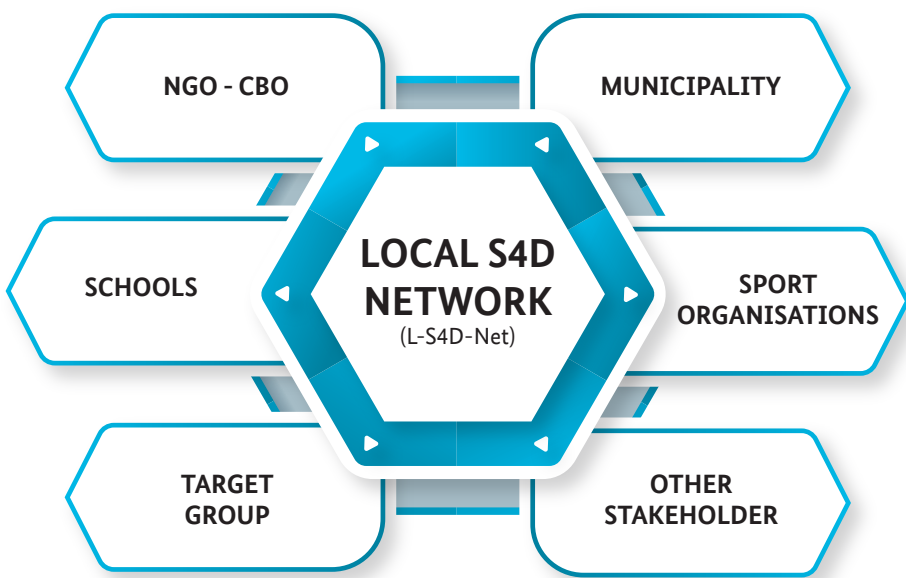 NGO - CBO
MUNICIPALITY
LOCAL S4D
NETWORK
(L-S4D-Net)
SCHOOLS
SPORT
ORGANISATIONS
TARGET
GROUP
OTHER
STAKEHOLDER